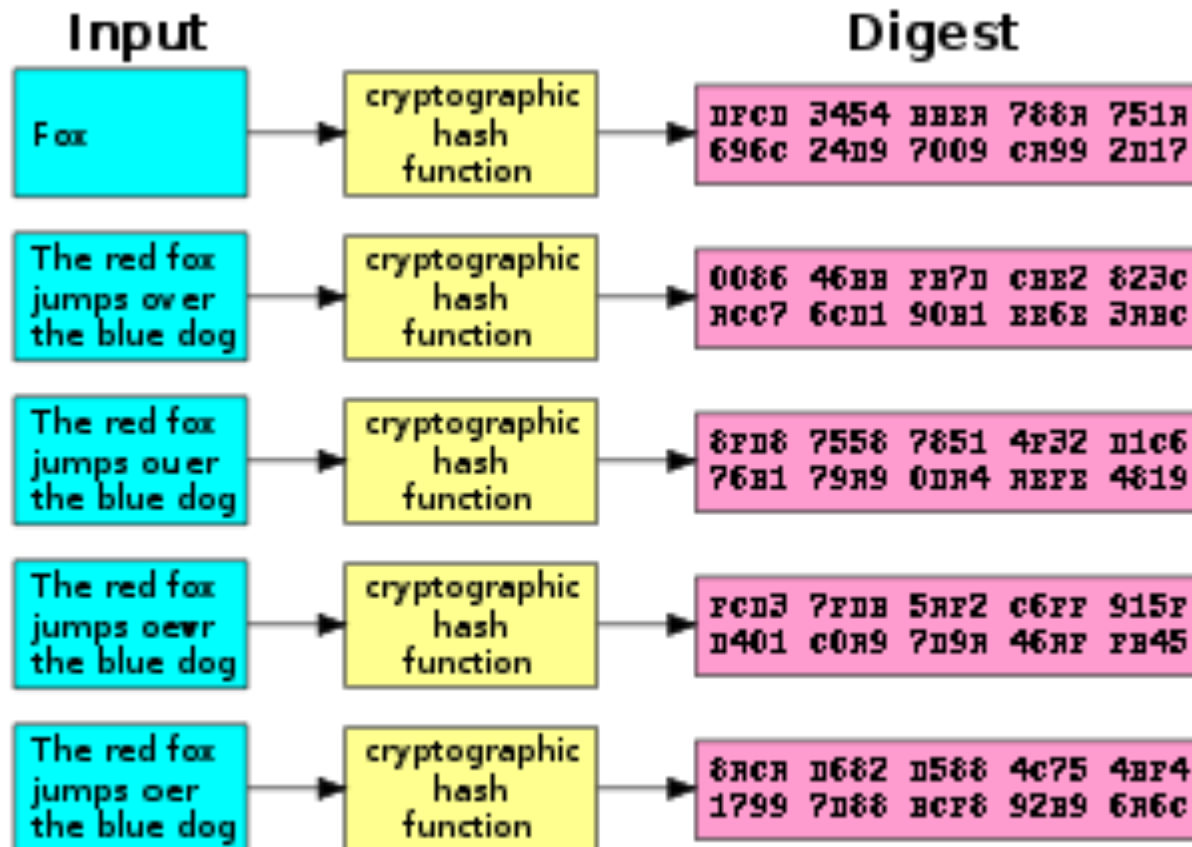 Input
Digest
Fox
cryptographic
hash
function
DFCD 3454 BBEA 788A 751A
696C 24D9 7009 CA99 2D17
The red fox
jumps over
the blue dog
cryptographic
hash
function
0086 46BB FB7D CBE2 823C
ACC7 6CD1 90B1 EE6E 3ABC
The red fox
jumps ouer
the blue dog
cryptographic
hash
function
8FD8 7558 7851 4F32 D1C6
76B1 79A9 0DA4 AEFE 4819
The red fox
jumps oevr
the blue dog
cryptographic
hash
function
FCD3 7FDB 5AF2 C6FF 915F
D401 C0A9 7D9A 46AF FB45
The red fox
jumps oer
the blue dog
cryptographic
hash
function
8ACA D682 D588 4C75 4BF4
1799 7D88 BCF8 92B9 6A6C